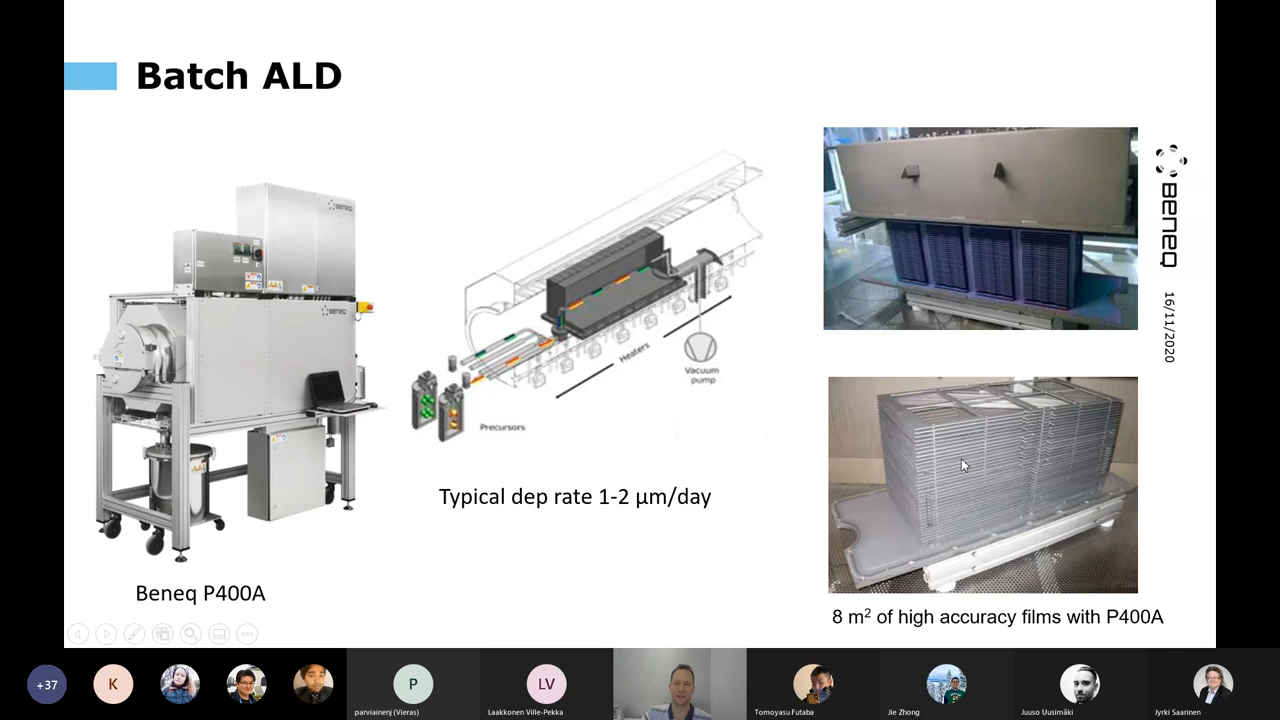 Batch ALD
BENEQ
BENEQ
BENEQ
16/11/2020
Heaters
Vacuum
pump
Precursors
Typical dep rate 1-2 µm/day
Beneq P400A
8 m² of high accuracy films with P400A
+37
K
P
LV
parviainenj (Vieras)
Laakkonen Ville-Pekka
Tomoyasu Futaba
Jie Zhong
Juuso Uusimäki
Jyrki Saarinen